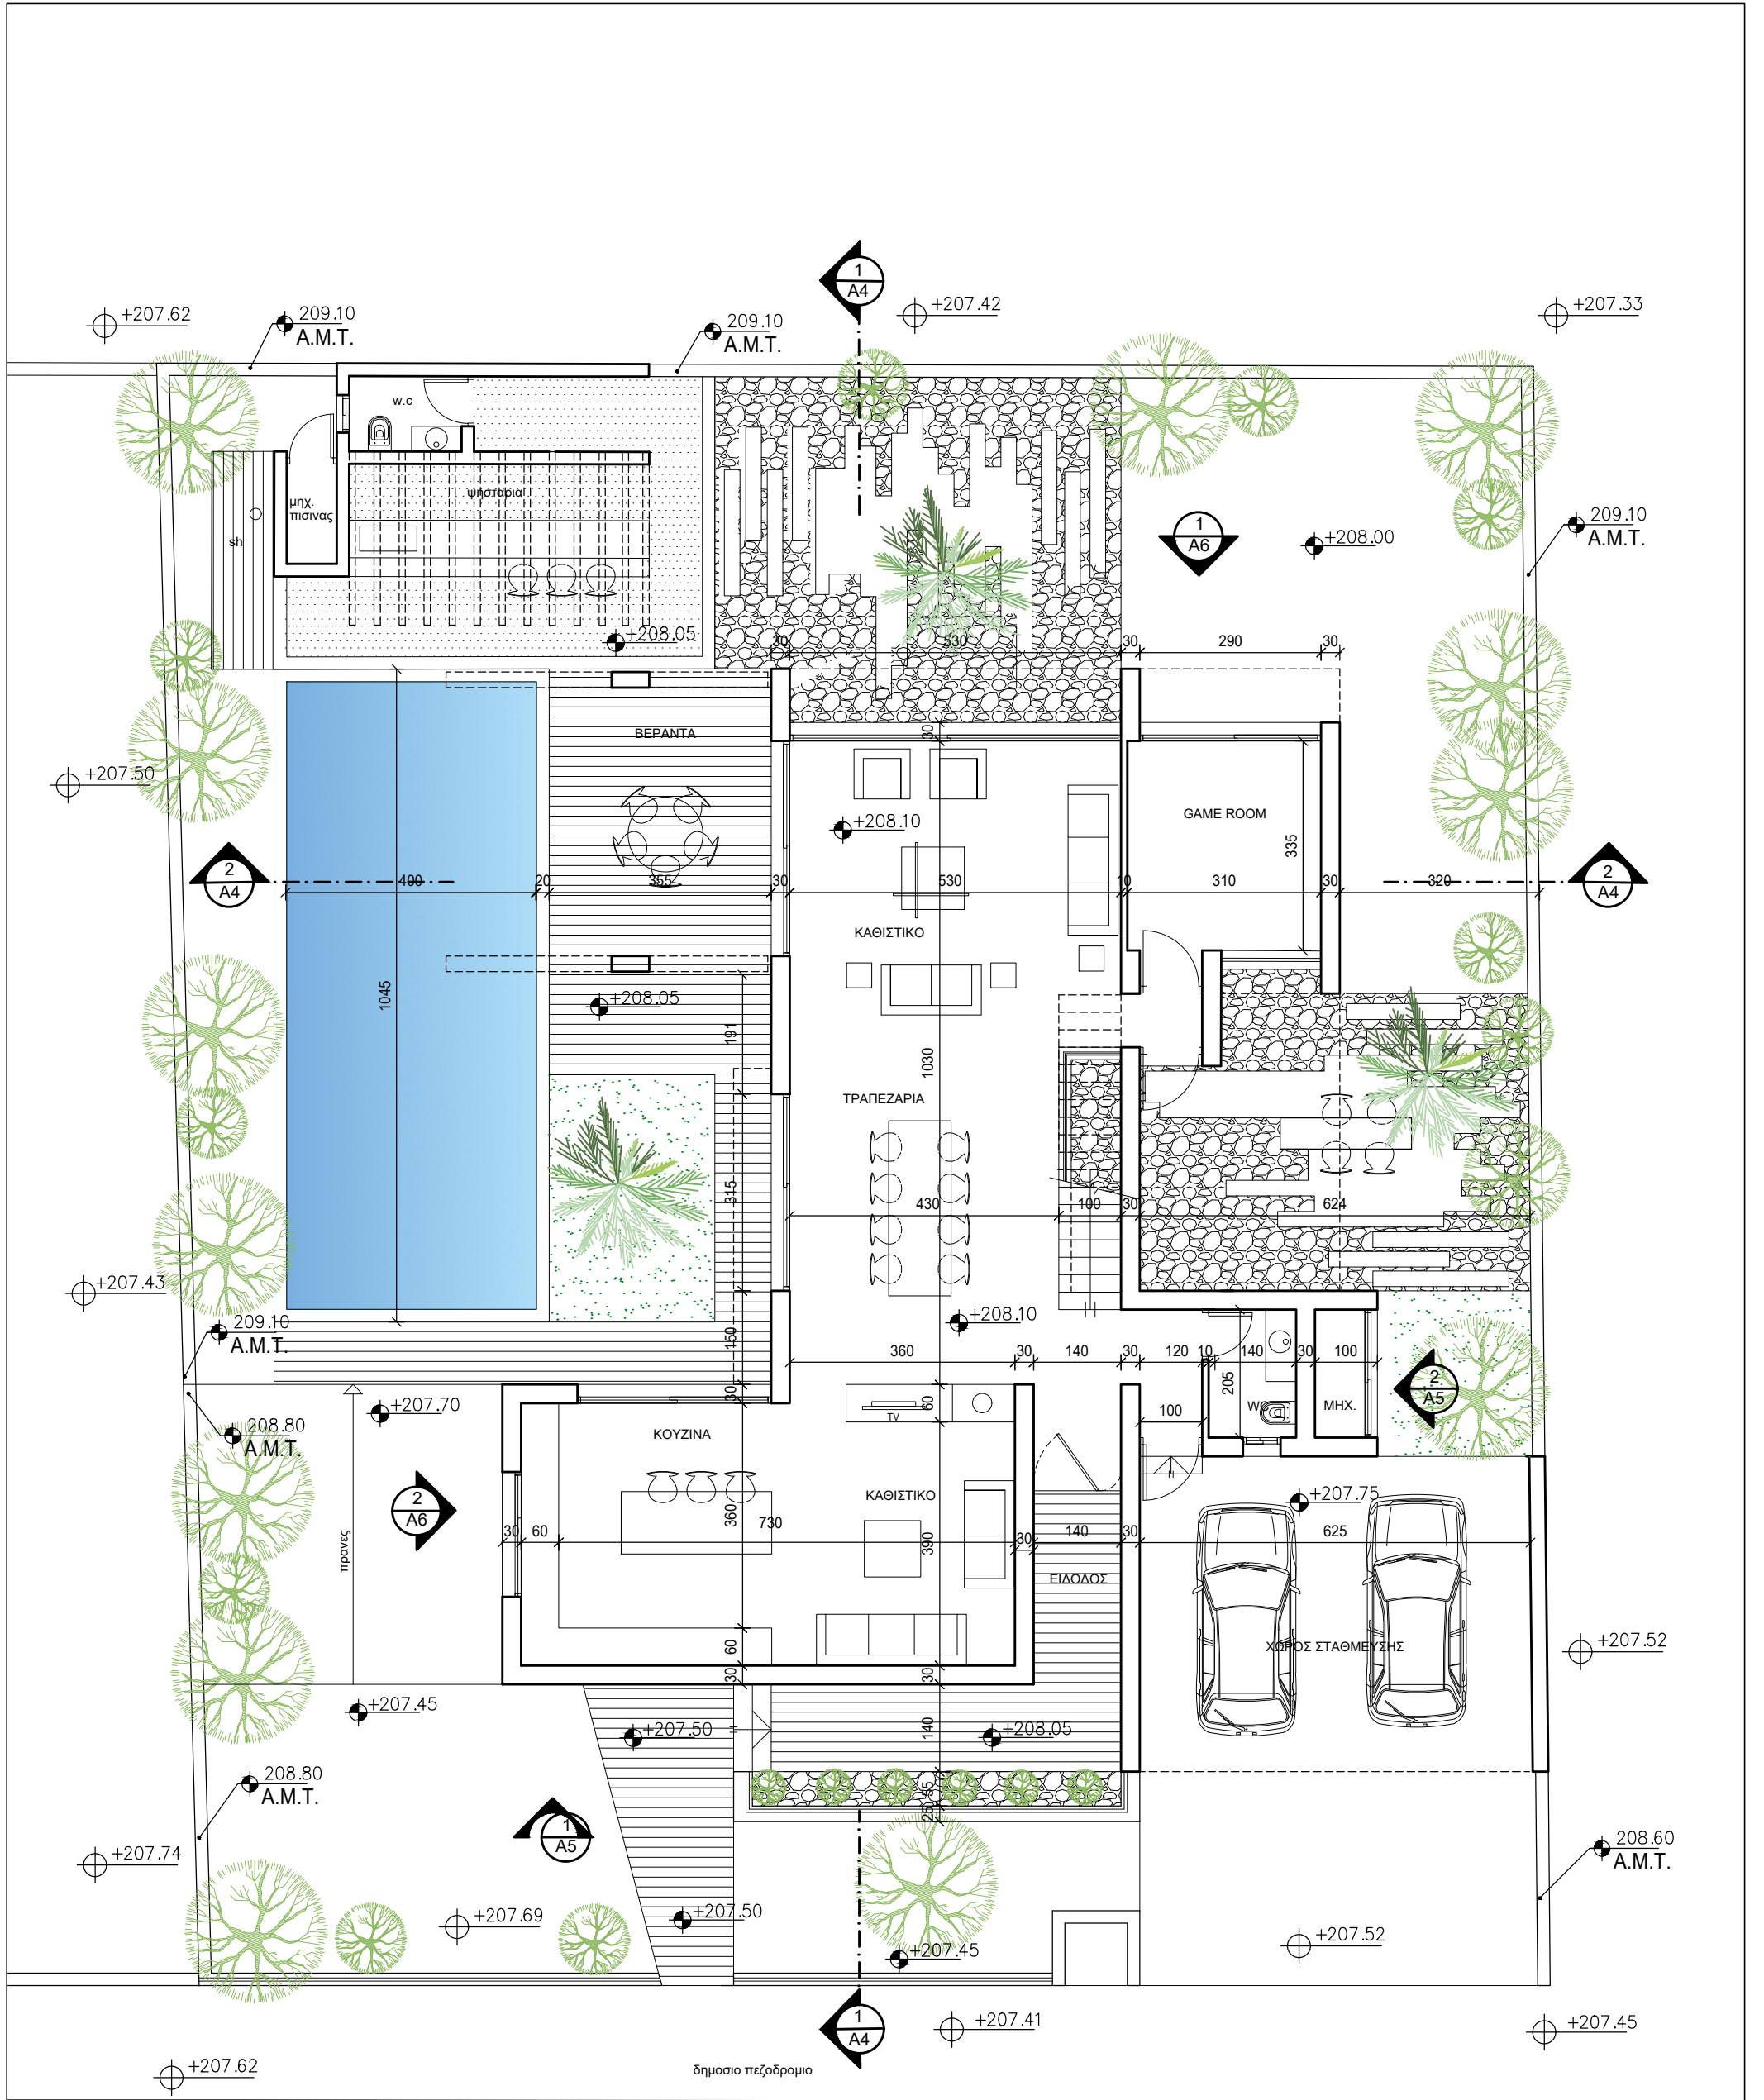 1
A4
+207.62
209.10
A.M.T.
209.10
A.M.T.
+207.42
+207.33
w.c
μηχ.
πισινας
ψησταρια
sh
1
A6
+208.00
209.10
A.M.T.
+208.05
30
530
30
290
30
ΒΕΡΑΝΤΑ
30
+207.50
+208.10
GAME ROOM
335
2
A4
400
20
355
30
530
10
310
30
320
2
A4
ΚΑΘΙΣΤΙΚΟ
1045
+208.05
191
1030
ΤΡΑΠΕΖΑΡΙΑ
315
430
100
30
624
+207.43
209.10
A.M.T.
+208.10
150
360
30
140
30
120
10
140
30
100
205
2
A5
30
60
TV
WC
ΜΗΧ.
100
+207.70
208.80
A.M.T.
ΚΟΥΖΙΝΑ
2
A6
ΚΑΘΙΣΤΙΚΟ
+207.75
πρανες
30
60
360
730
390
30
140
30
625
ΕΙΔΟΛΟΣ
ΧΩΡΟΣ ΣΤΑΘΜΕΥΣΗΣ
+207.52
60
30
30
+207.45
+207.50
140
+208.05
208.80
A.M.T.
55
25
1
A5
+207.74
208.60
A.M.T.
+207.69
+207.50
+207.45
+207.52
1
A4
+207.41
+207.45
+207.62
δημοσιο πεζοδρομιο